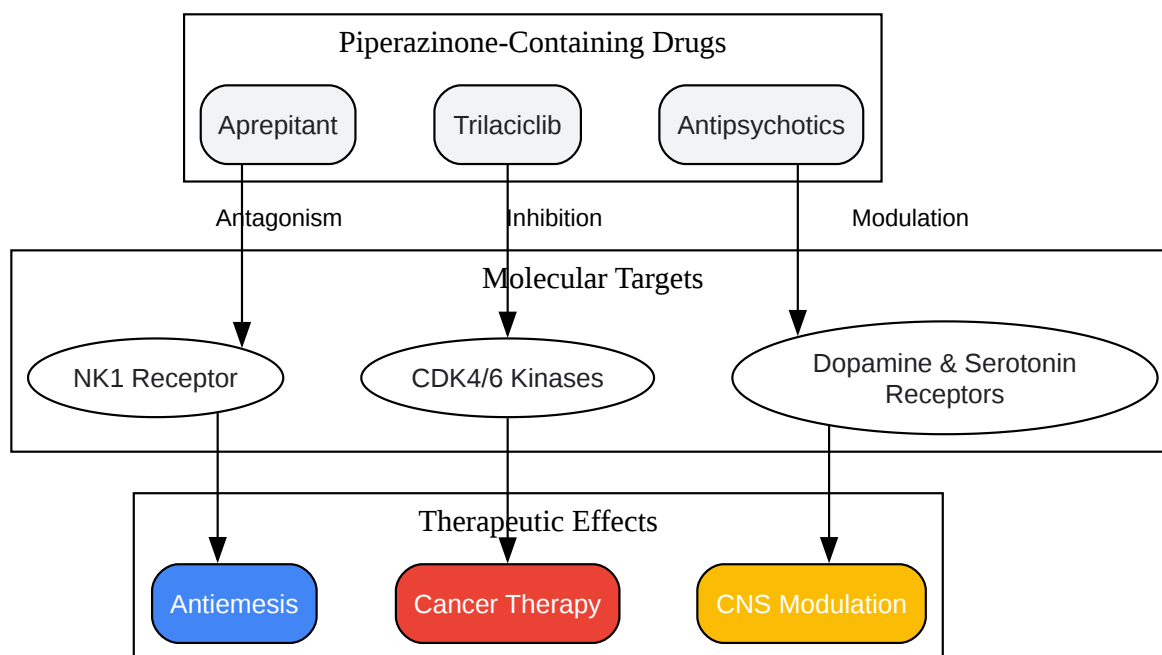 Piperazinone-Containing Drugs
Aprepitant
Trilaciclib
Antipsychotics
Antagonism
Inhibition
Modulation
Molecular Targets
NK1 Receptor
CDK4/6 Kinases
Dopamine & Serotonin
Receptors
Therapeutic Effects
Antiemesis
Cancer Therapy
CNS Modulation